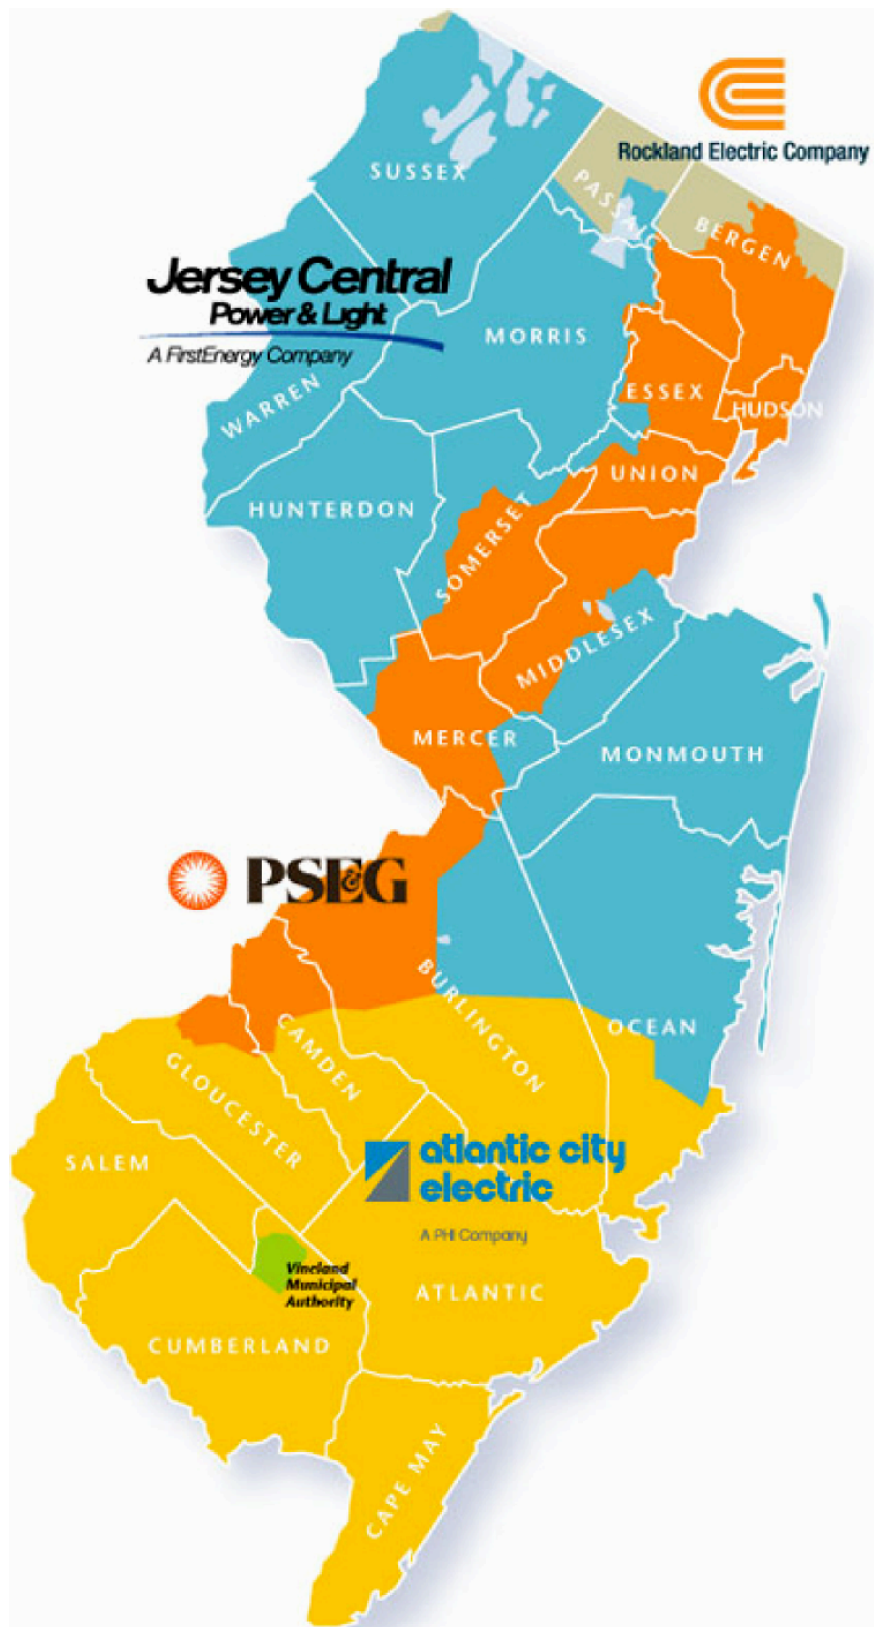 Rockland Electric Company
SUSSEX
PASSAIC
BERGEN
Jersey Central
Power & Light
A FirstEnergy Company
MORRIS
WARREN
ESSEX
HUDSON
UNION
HUNTERDON
SOMERSET
MIDDLESEX
MERCER
MONMOUTH
PSE&G
BURLINGTON
OCEAN
CAMDEN
GLOUCESTER
SALEM
atlantic city
electric
A PHI Company
Vineland
Municipal
Authority
ATLANTIC
CUMBERLAND
CAPE MAY